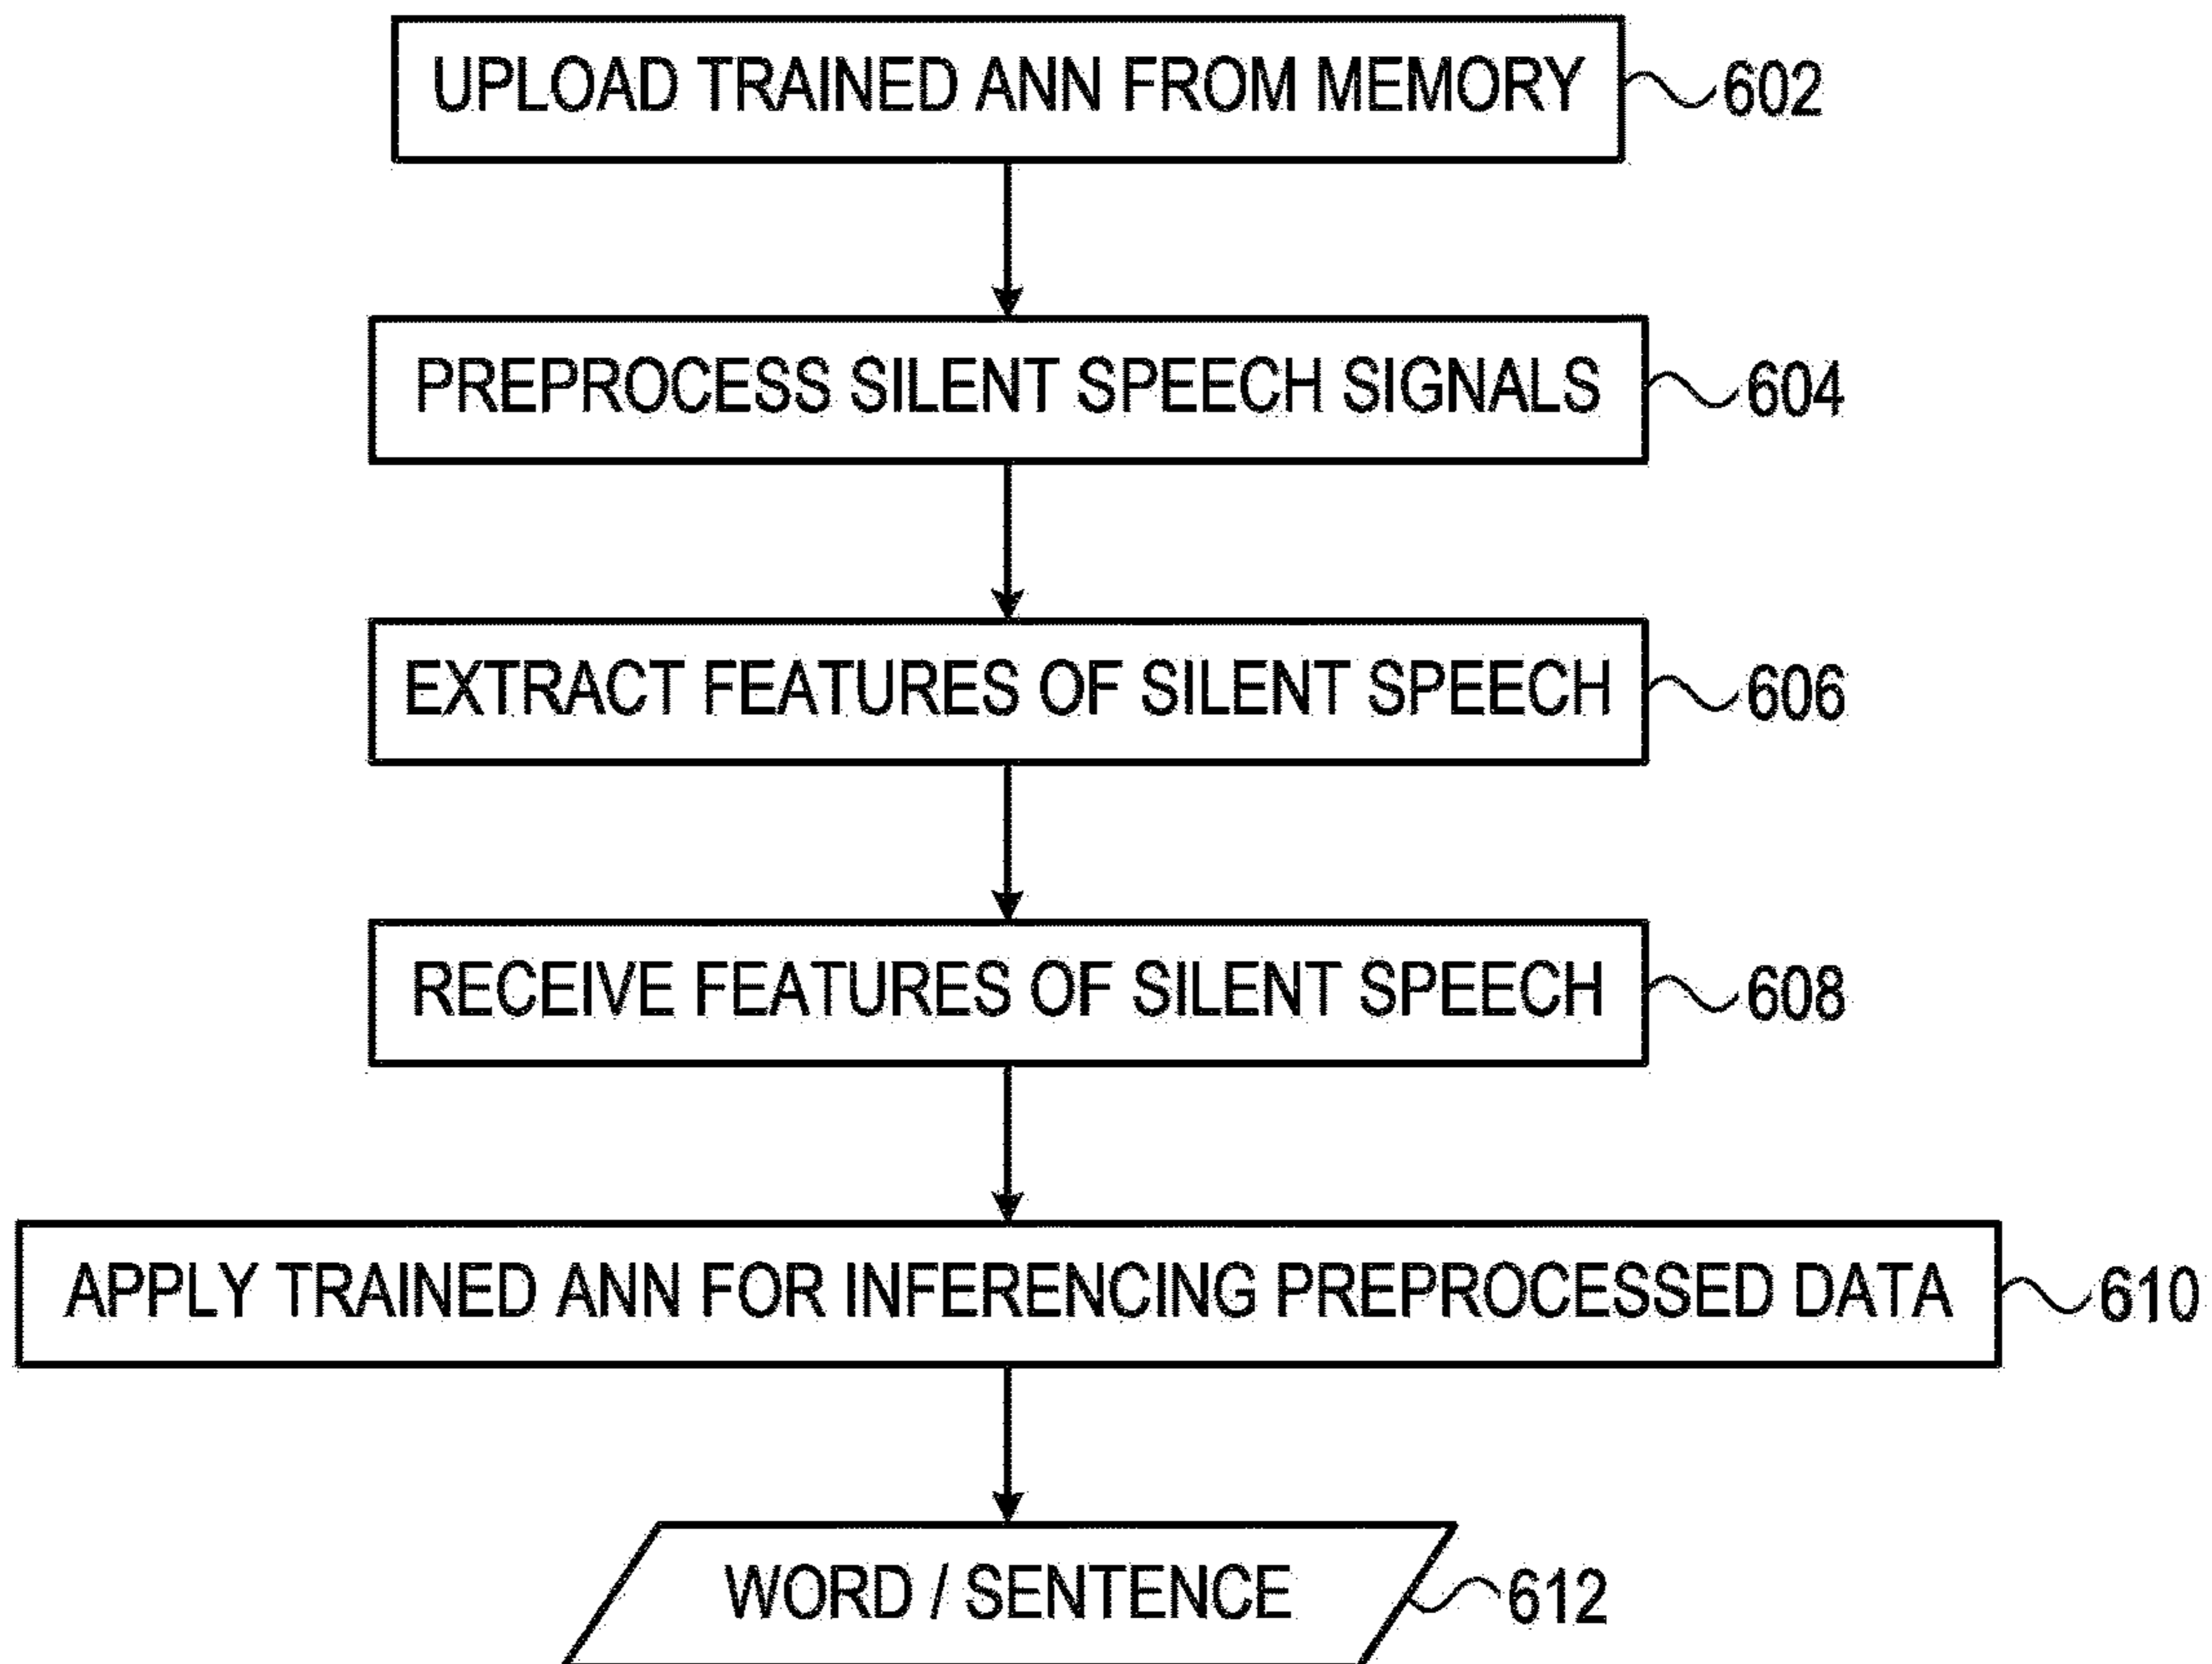 UPLOAD TRAINED ANN FROM MEMORY 602
PREPROCESS SILENT SPEECH SIGNALS 604
EXTRACT FEATURES OF SILENT SPEECH 606
RECEIVE FEATURES OF SILENT SPEECH 608
APPLY TRAINED ANN FOR INFERENCING PREPROCESSED DATA 610
WORD / SENTENCE 612